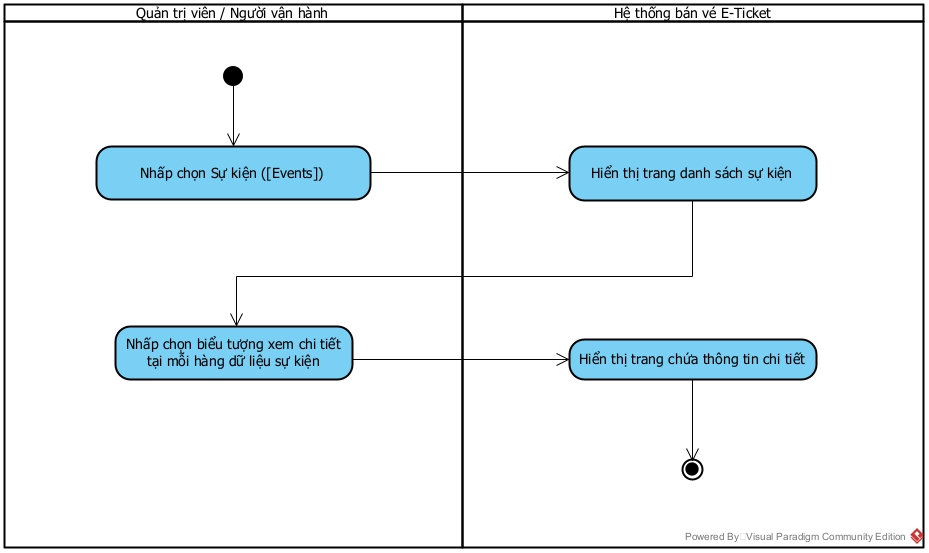 Quản trị viên / Người vận hành
Hệ thống bán vé E-Ticket
Nhấp chọn Sự kiện ([Events])
Hiển thị trang danh sách sự kiện
Nhấp chọn biểu tượng xem chi tiết
tại mỗi hàng dữ liệu sự kiện
Hiển thị trang chứa thông tin chi tiết
Powered By Visual Paradigm Community Edition